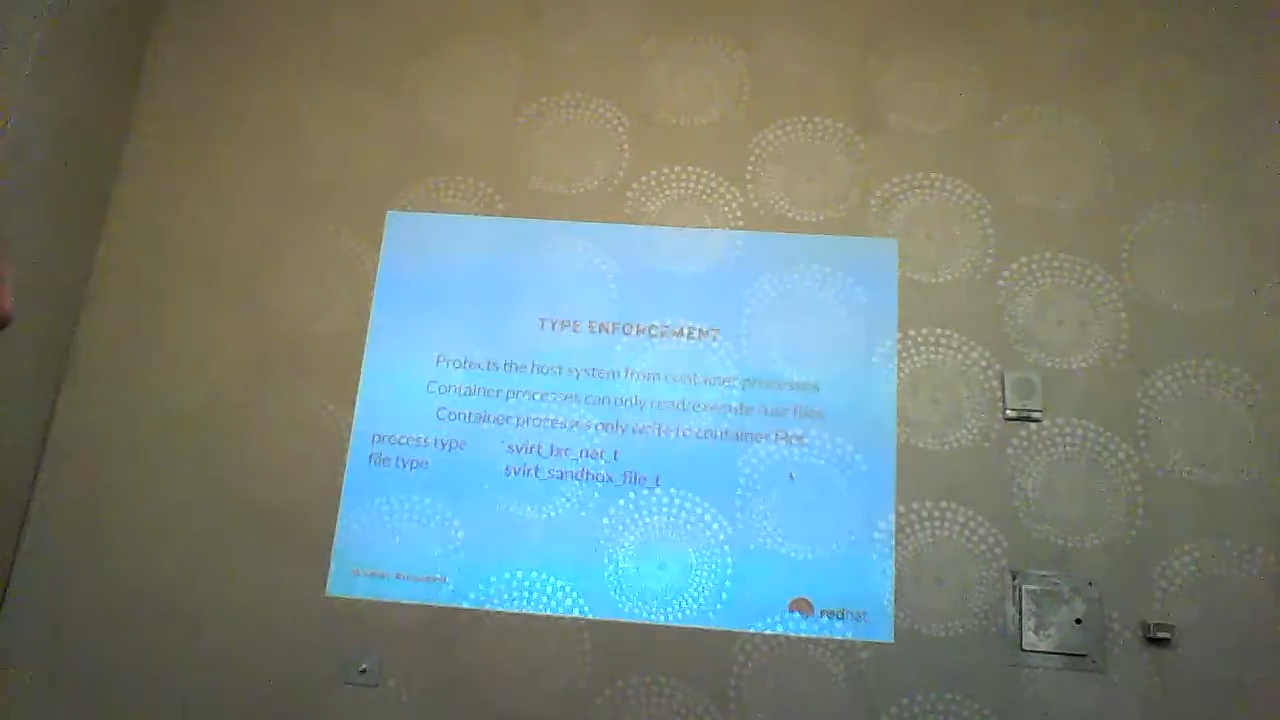 TYPE ENFORCEMENT
Protects the host system from container processes
Container processes can only read/execute /usr files
Container processes only write to container files
process type svirt_lxc_net_t
file type svirt_sandbox_file_t
redhat